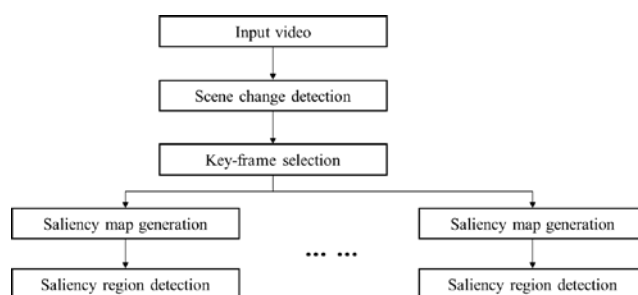 Input video
Scene change detection
Key-frame selection
Saliency map generation
Saliency map generation
... ...
Saliency region detection
Saliency region detection